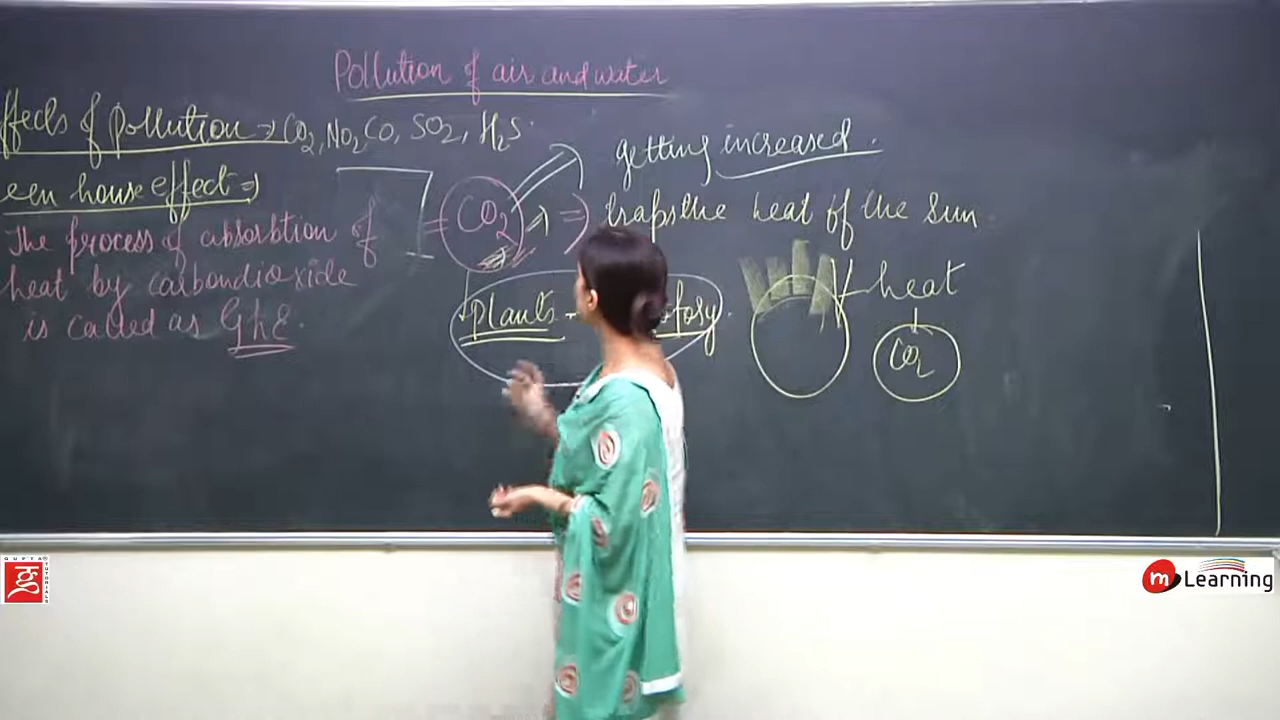 Pollution of air and water
ffects of pollution → CO2, NO2 CO, SO2, H2S.
getting increased.
een house effect ⇒
CO2 ⇒ traps the heat of the Sun
The process of absorbtion of
heat by carbondioxide
is called as GhE.
heat
plants
CO2
GUPTA TUTORIALS
m Learning